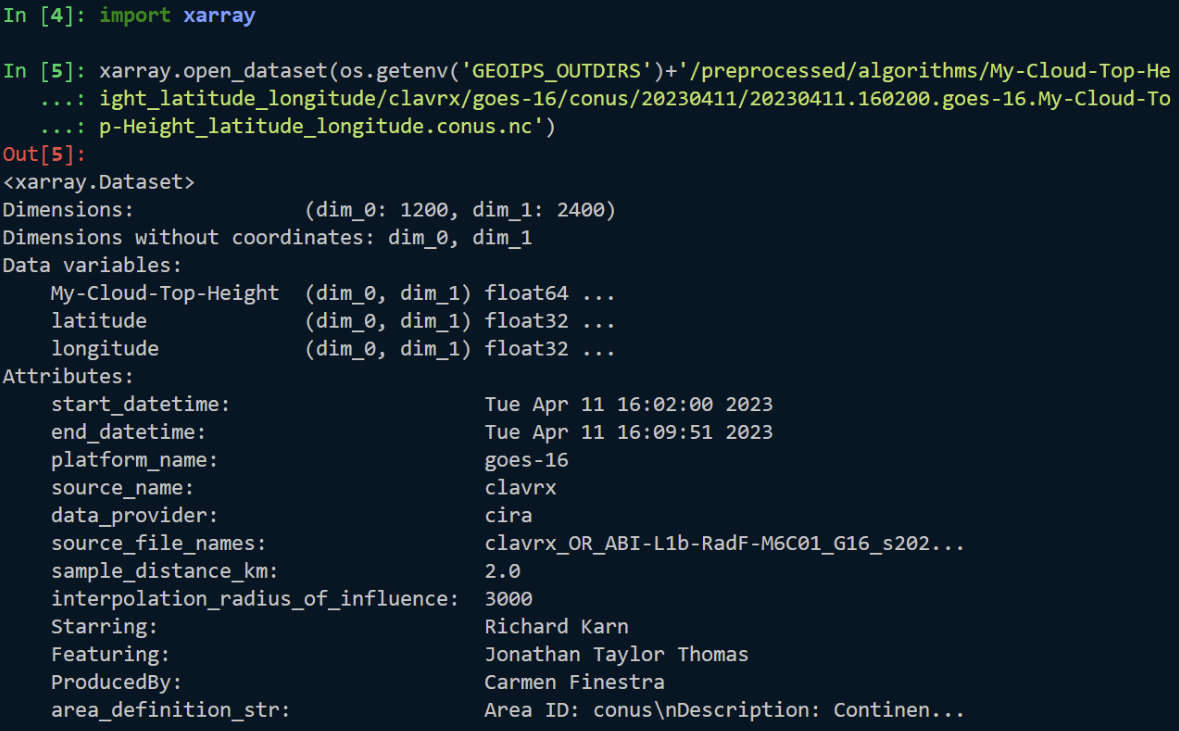 In [4]: import xarray
In [5]: xarray.open_dataset(os.getenv('GEOIPS_OUTDIRS')+'/preprocessed/algorithms/My-Cloud-Top-He
...: ight_latitude_longitude/clavrx/goes-16/conus/20230411/20230411.160200.goes-16.My-Cloud-To
...: p-Height_latitude_longitude.conus.nc')
Out[5]:
<xarray.Dataset>
Dimensions: (dim_0: 1200, dim_1: 2400)
Dimensions without coordinates: dim_0, dim_1
Data variables:
My-Cloud-Top-Height (dim_0, dim_1) float64 ...
latitude (dim_0, dim_1) float32 ...
longitude (dim_0, dim_1) float32 ...
Attributes:
start_datetime: Tue Apr 11 16:02:00 2023
end_datetime: Tue Apr 11 16:09:51 2023
platform_name: goes-16
source_name: clavrx
data_provider: cira
source_file_names: clavrx_OR_ABI-L1b-RadF-M6C01_G16_s202...
sample_distance_km: 2.0
interpolation_radius_of_influence: 3000
Starring: Richard Karn
Featuring: Jonathan Taylor Thomas
ProducedBy: Carmen Finestra
area_definition_str: Area ID: conus\nDescription: Continen...